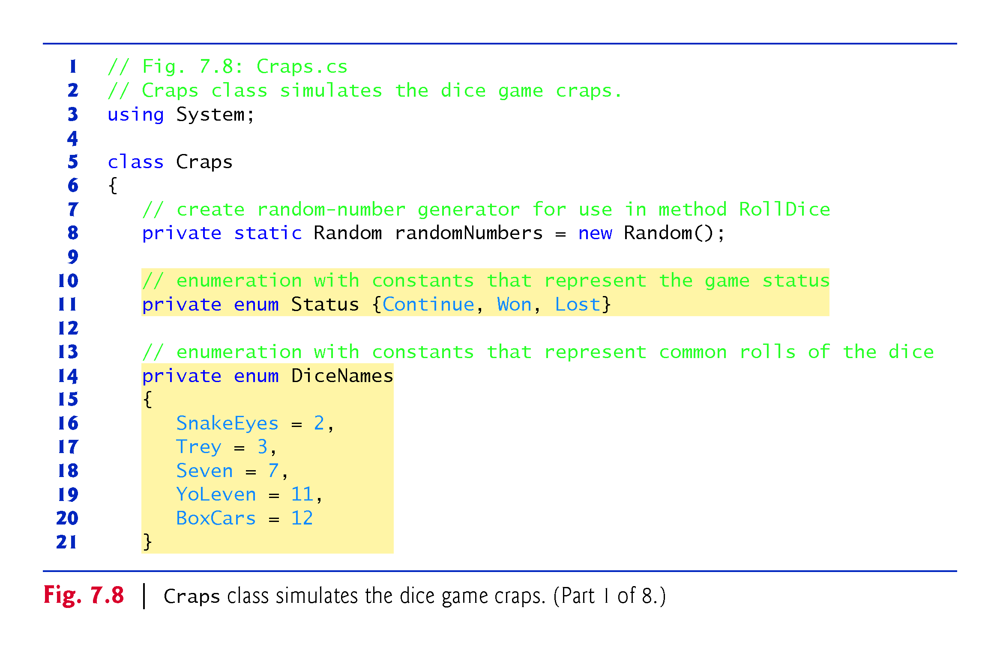 1 // Fig. 7.8: Craps.cs
2 // Craps class simulates the dice game craps.
3 using System;
4
5 class Craps
6 {
7 // create random-number generator for use in method RollDice
8 private static Random randomNumbers = new Random();
9
10 // enumeration with constants that represent the game status
11 private enum Status {Continue, Won, Lost}
12
13 // enumeration with constants that represent common rolls of the dice
14 private enum DiceNames
15 {
16 SnakeEyes = 2,
17 Trey = 3,
18 Seven = 7,
19 YoLeven = 11,
20 BoxCars = 12
21 }
Fig. 7.8 | Craps class simulates the dice game craps. (Part 1 of 8.)